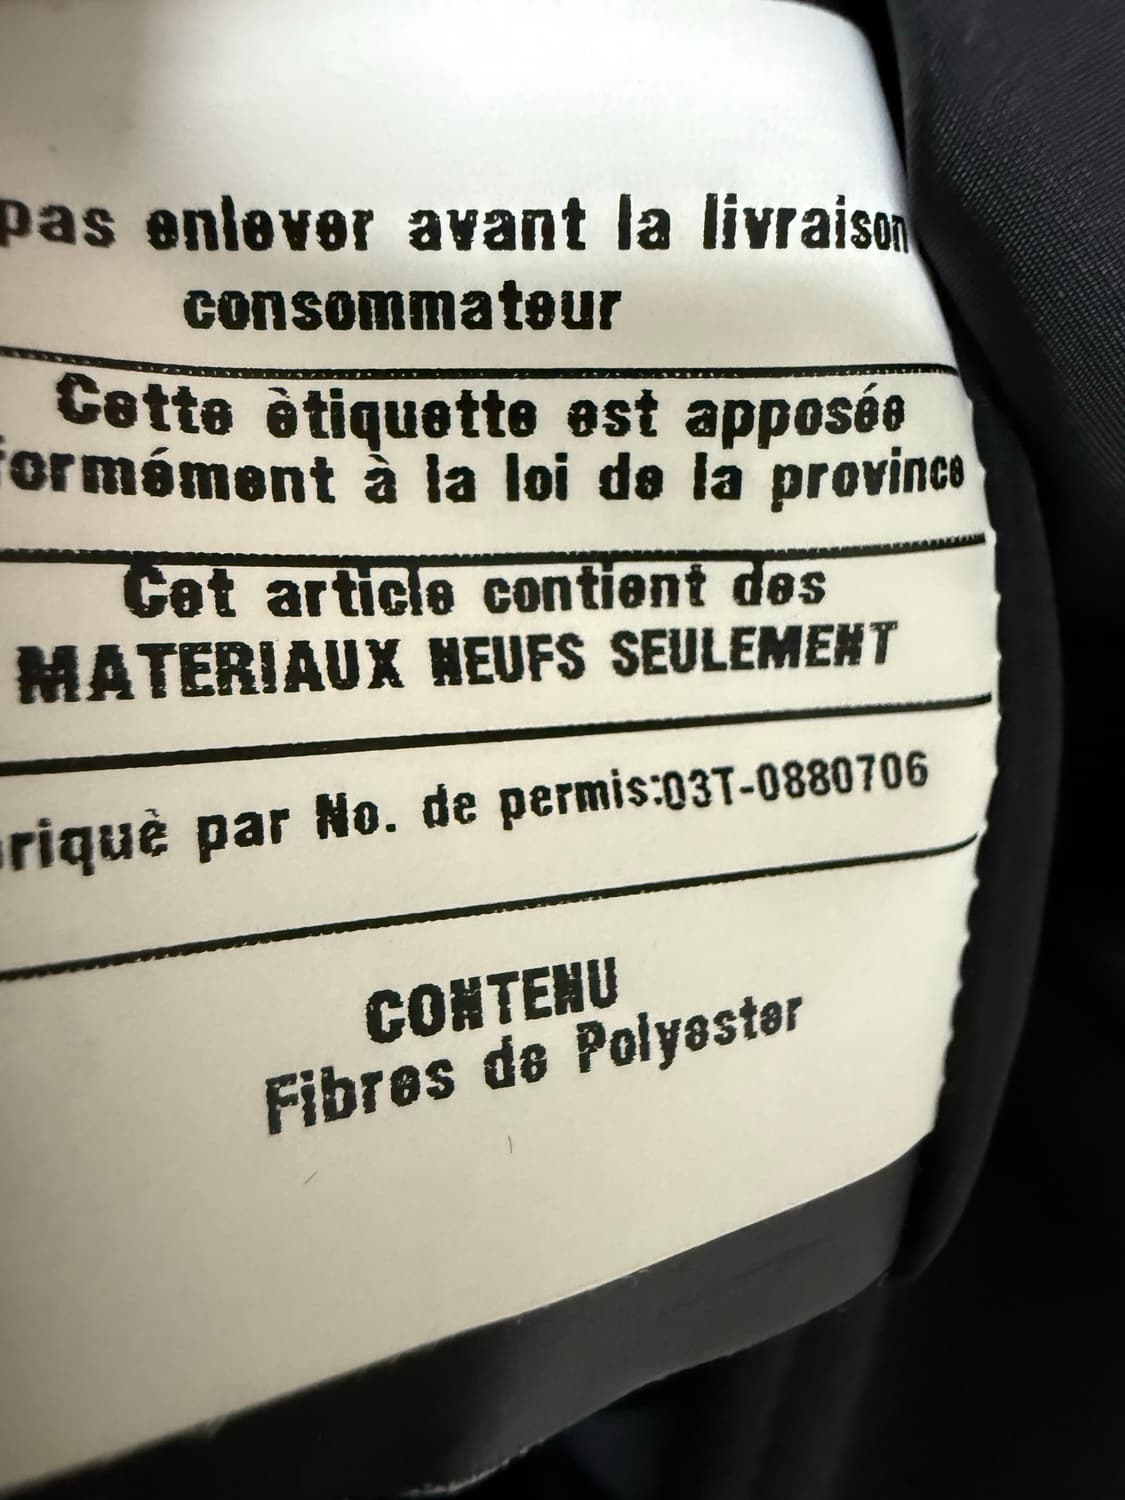 pas enlever avant la livraison
consommateur
Cette ètiquette est apposée
formément à la loi de la province
Cet article contient des
MATERIAUX NEUFS SEULEMENT
riquè par No. de permis:03T-0880706
CONTENU
Fibres de Polyester